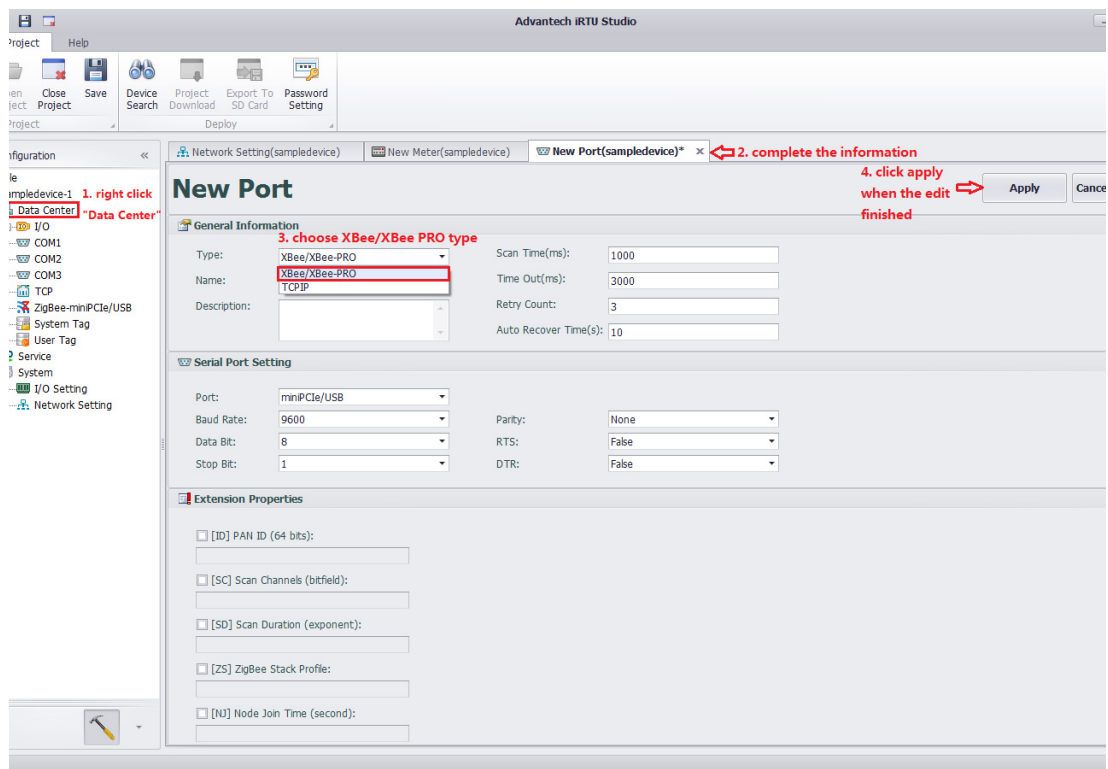 Advantech iRTU Studio
Project Help
Close Project
Save
Device Search
Project Download
Export To SD Card
Password Setting
Project
Deploy
Network Setting(sampledevice)
New Meter(sampledevice)
New Port(sampledevice)*
2. complete the information
1. right click
"Data Center"
Data Center
I/O
COM1
COM2
COM3
TCP
ZigBee-miniPCIe/USB
System Tag
User Tag
Service
System
I/O Setting
Network Setting
New Port
4. click apply
when the edit
finished
Apply
General Information
3. choose XBee/XBee PRO type
Type: XBee/XBee-PRO
XBee/XBee-PRO
TCPIP
Name:
Description:
Scan Time(ms): 1000
Time Out(ms): 3000
Retry Count: 3
Auto Recover Time(s): 10
Serial Port Setting
Port: miniPCIe/USB
Baud Rate: 9600
Parity: None
Data Bit: 8
RTS: False
Stop Bit: 1
DTR: False
Extension Properties
[ID] PAN ID (64 bits):
[SC] Scan Channels (bitfield):
[SD] Scan Duration (exponent):
[ZS] ZigBee Stack Profile:
[NJ] Node Join Time (second):